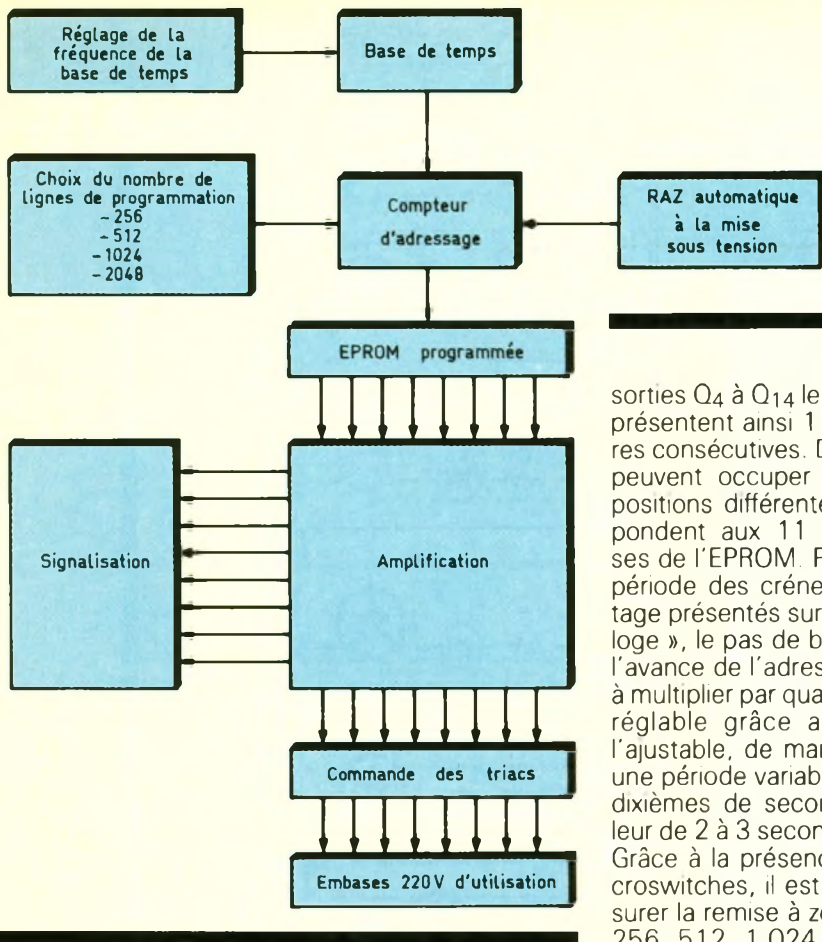 Réglage de la
fréquence de la
base de temps
Base de temps
Choix du nombre de
lignes de programmation
- 256
- 512
- 1024
- 2048
Compteur
d'adressage
RAZ automatique
à la mise
sous tension
EPROM programmée
Signalisation
Amplification
Commande des triacs
Embases 220V d'utilisation
sorties Q4 à Q14 le
présentent ainsi 1
res consécutives. D
peuvent occuper
positions différente
pondent aux 11
ses de l'EPROM. P
période des créne
tage présentés sur
loge », le pas de b
l'avance de l'adres
à multiplier par qua
réglable grâce a
l'ajustable, de mar
une période variab
dixièmes de secon
leur de 2 à 3 secon
Grâce à la présenc
croswitches, il est
surer la remise à ze
256, 512, 1 024,